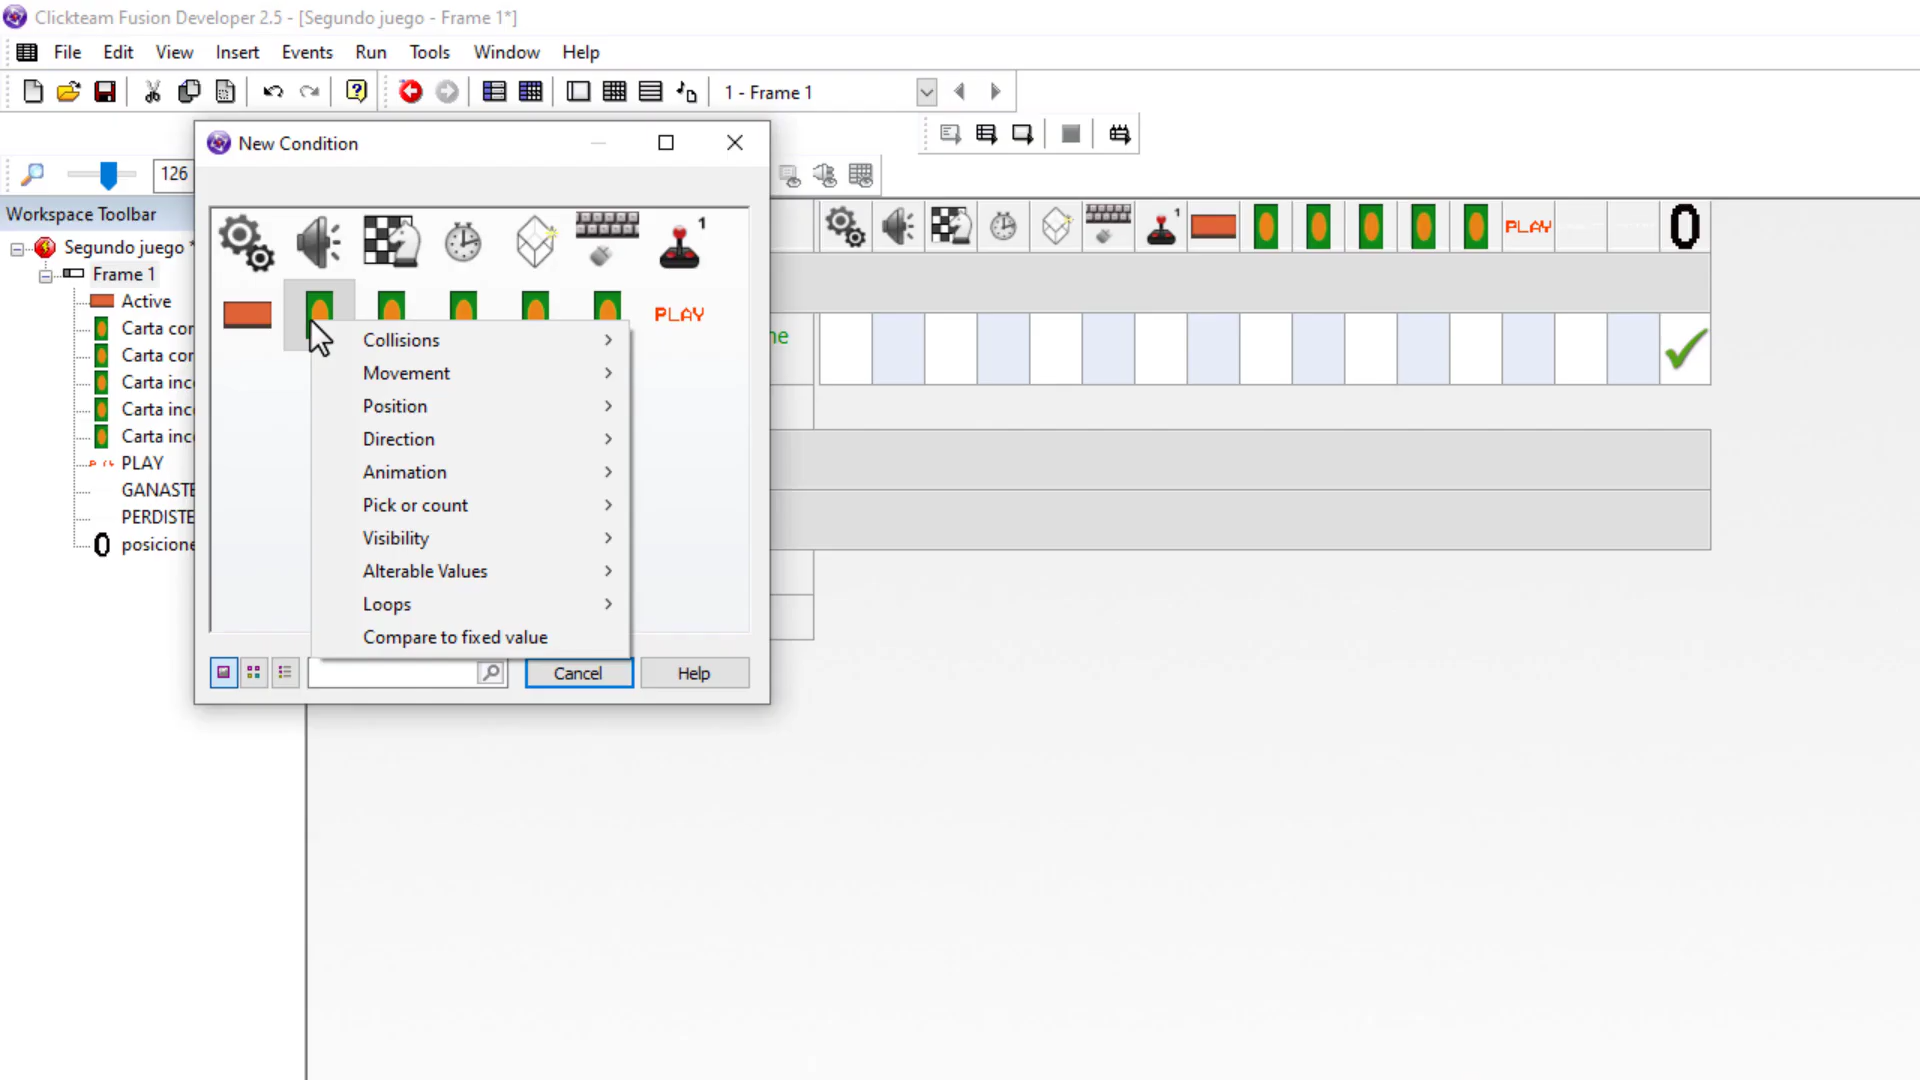 Clickteam Fusion Developer 2.5 - [Segundo juego - Frame 1*]
File Edit View Insert Events Run Tools Window Help
1 - Frame 1
New Condition
126
Workspace Toolbar
Segundo juego *
Frame 1
Active
Carta cor
Carta cor
Carta inc
Carta inc
Carta inc
PLAY
GANASTE
PERDISTE
0 posicione
1
PLAY
Collisions
Movement
Position
Direction
Animation
Pick or count
Visibility
Alterable Values
Loops
Compare to fixed value
Cancel
Help
1
PLAY
0
ne